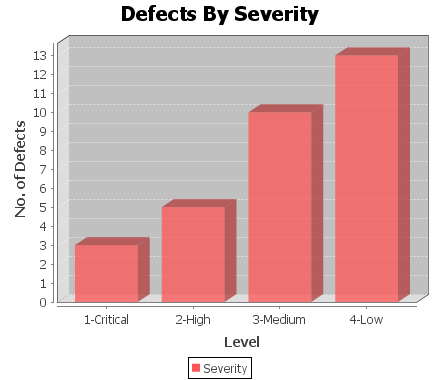 Defects By Severity
No. of Defects
13
12
11
10
9
8
7
6
5
4
3
2
1
0
1-Critical 2-High 3-Medium 4-Low
Level
Severity